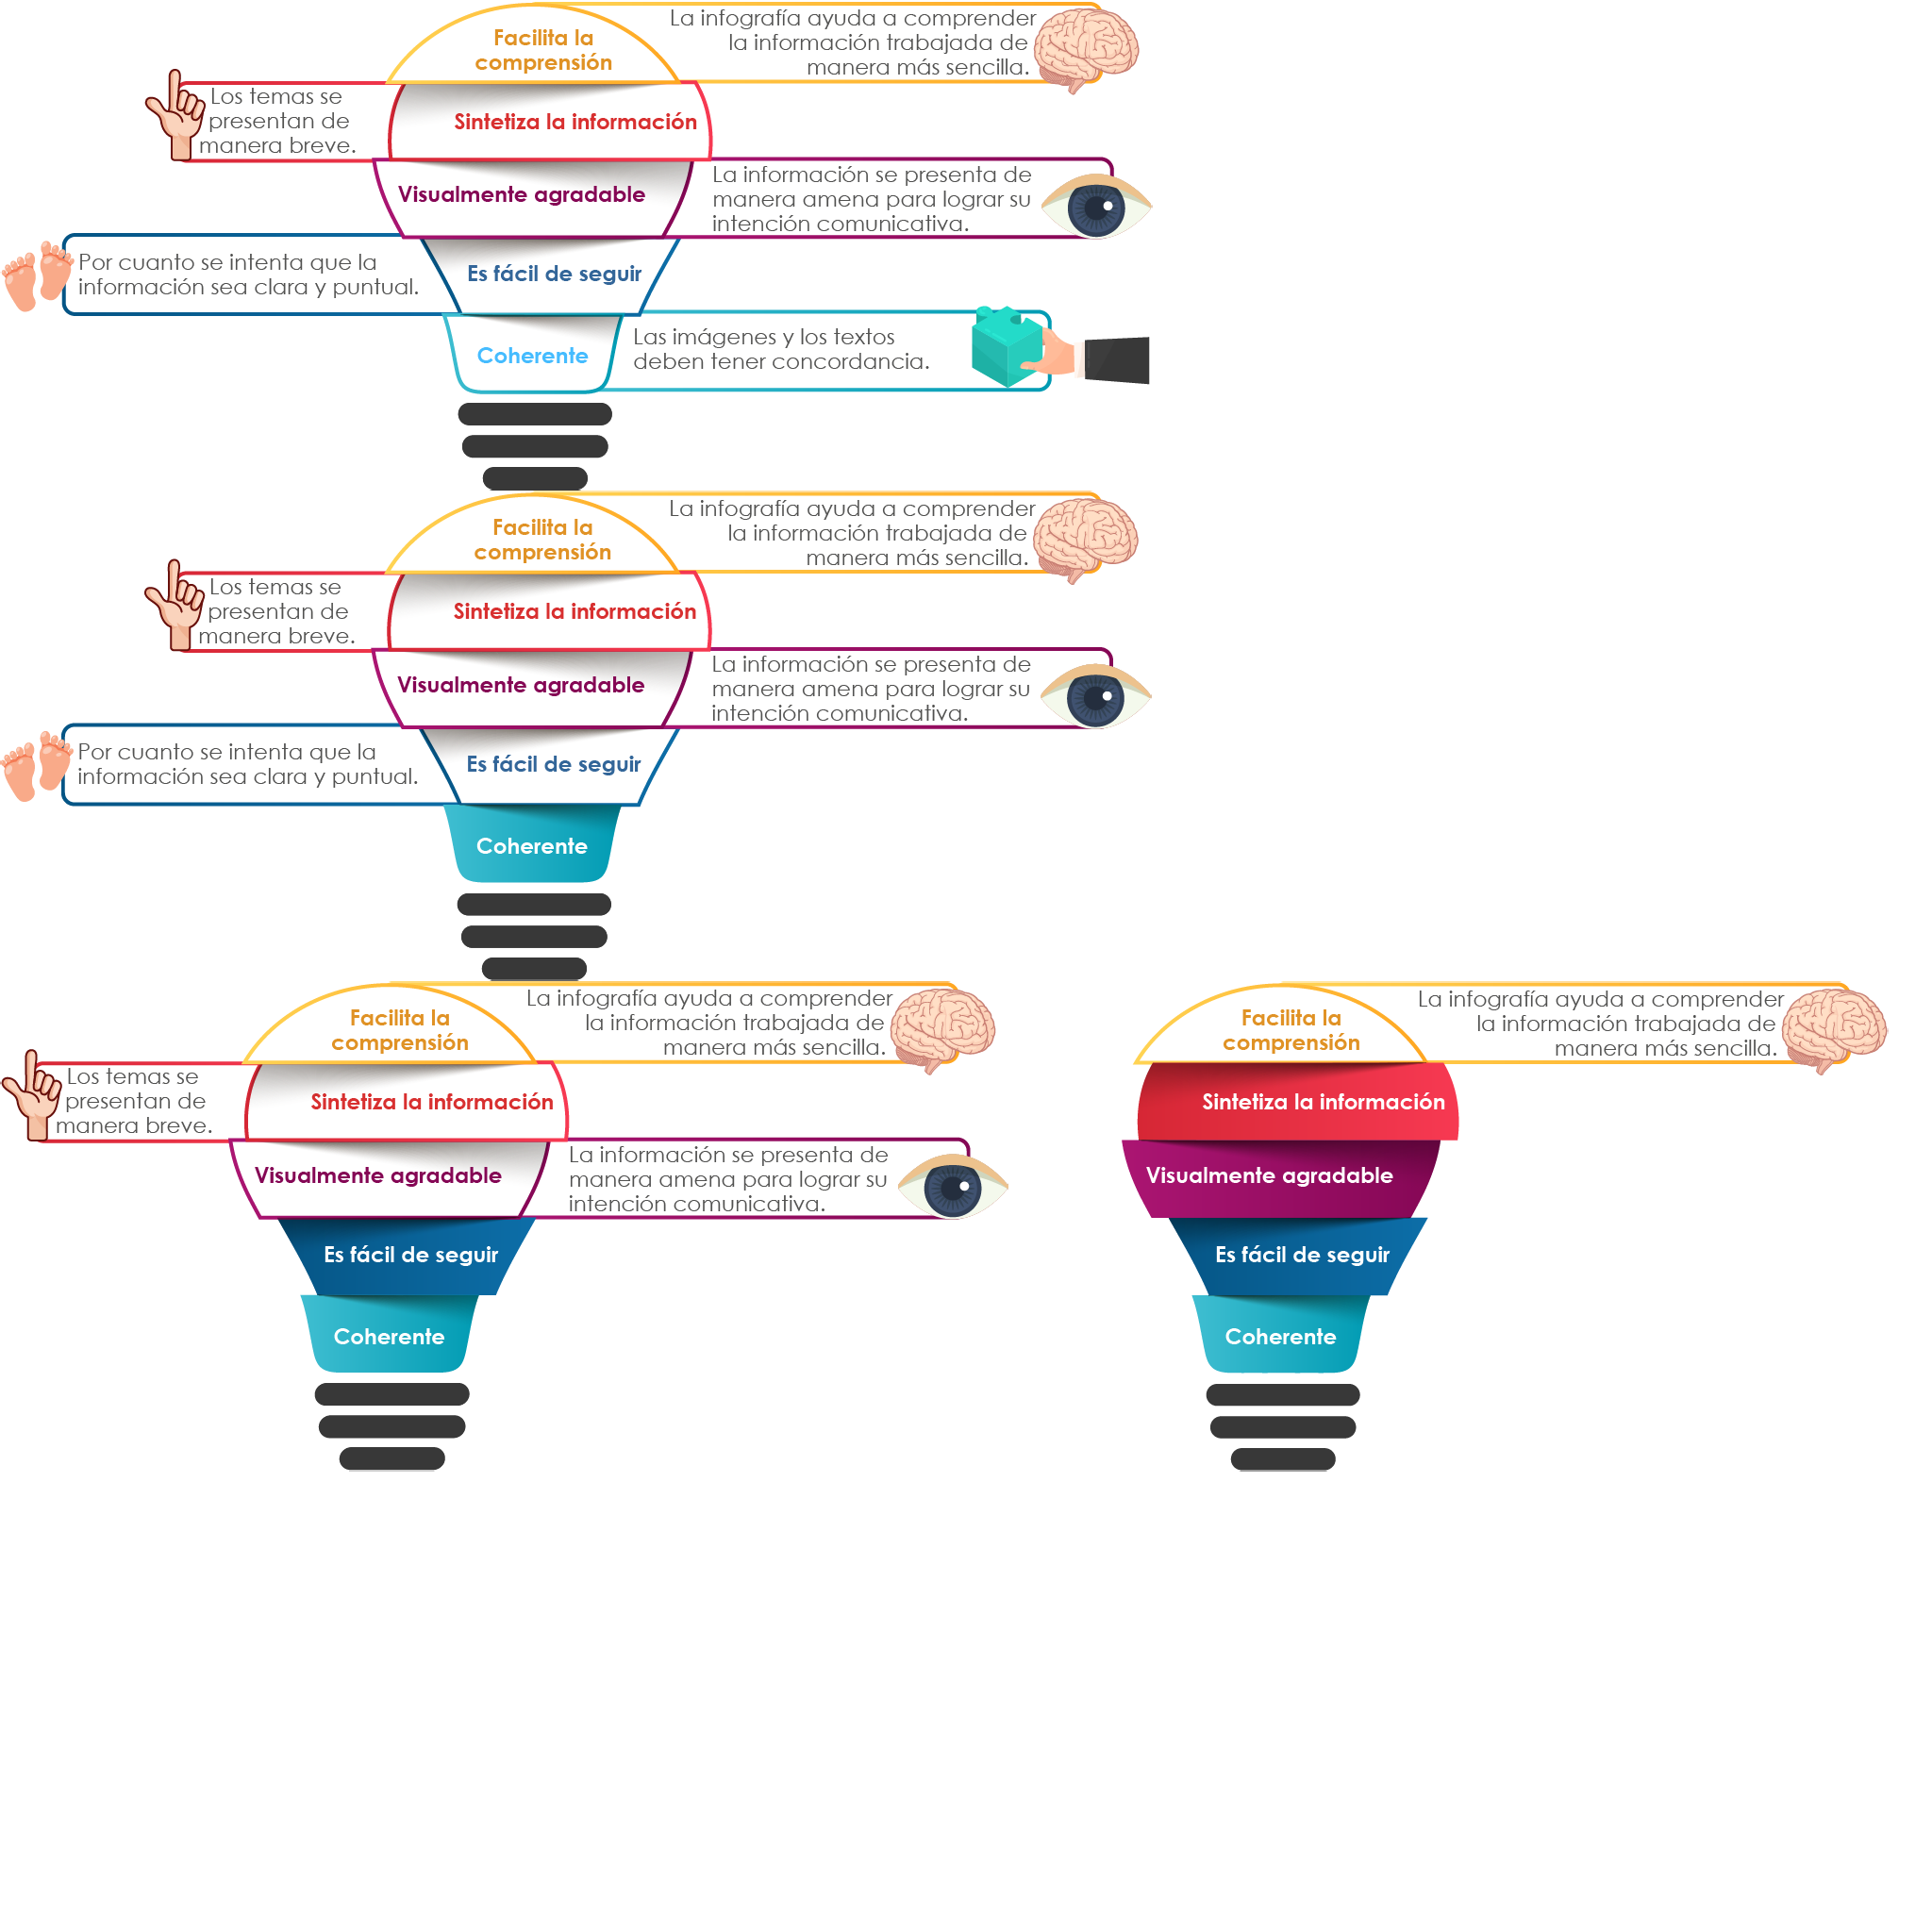 Facilita la
comprensión
La infografía ayuda a comprender
la información trabajada de
manera más sencilla.
Los temas se
presentan de
manera breve.
Sintetiza la información
Visualmente agradable
La información se presenta de
manera amena para lograr su
intención comunicativa.
Por cuanto se intenta que la
información sea clara y puntual.
Es fácil de seguir
Coherente
Las imágenes y los textos
deben tener concordancia.
Facilita la
comprensión
La infografía ayuda a comprender
la información trabajada de
manera más sencilla.
Los temas se
presentan de
manera breve.
Sintetiza la información
Visualmente agradable
La información se presenta de
manera amena para lograr su
intención comunicativa.
Por cuanto se intenta que la
información sea clara y puntual.
Es fácil de seguir
Coherente
Facilita la
comprensión
La infografía ayuda a comprender
la información trabajada de
manera más sencilla.
Los temas se
presentan de
manera breve.
Sintetiza la información
Visualmente agradable
La información se presenta de
manera amena para lograr su
intención comunicativa.
Es fácil de seguir
Coherente
Facilita la
comprensión
La infografía ayuda a comprender
la información trabajada de
manera más sencilla.
Sintetiza la información
Visualmente agradable
Es fácil de seguir
Coherente